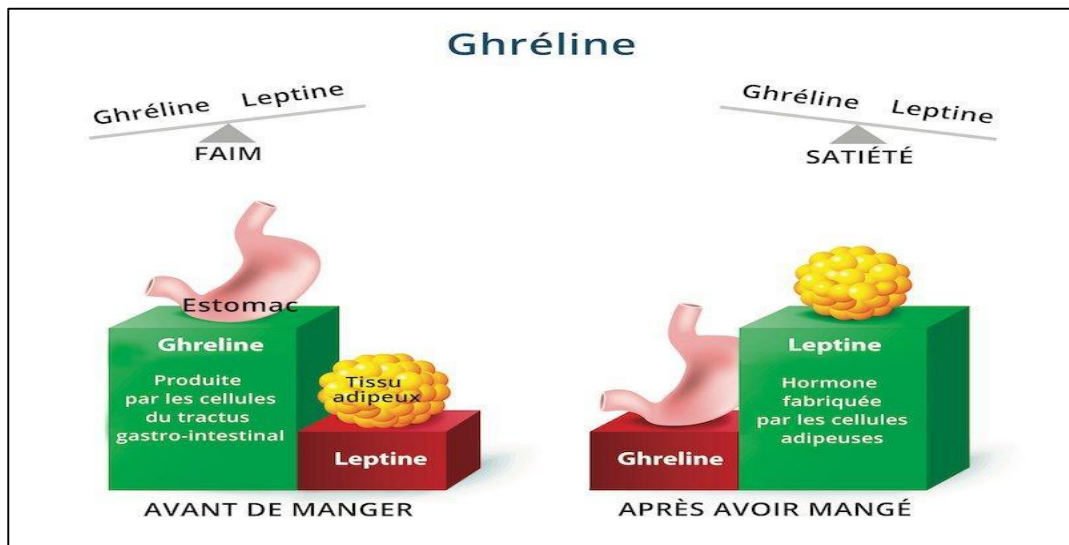 Ghréline
Ghréline Leptine
FAIM
Ghréline Leptine
SATIÉTÉ
Estomac
Ghreline
Produite
par les cellules
du tractus
gastro-intestinal
Tissu
adipeux
Leptine
AVANT DE MANGER
Ghreline
Leptine
Hormone
fabriquée
par les cellules
adipeuses
APRÈS AVOIR MANGÉ